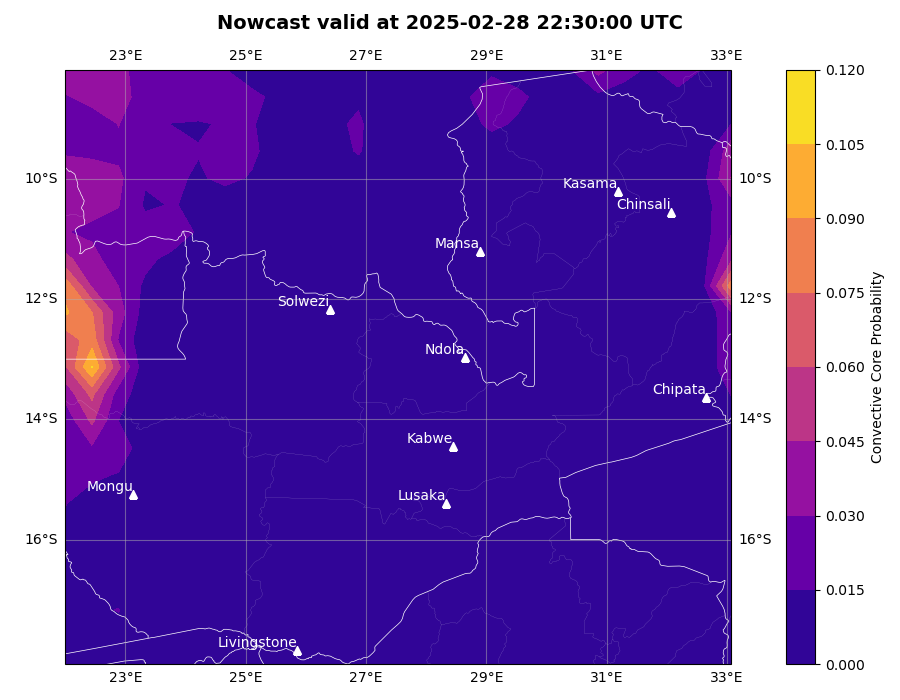 Nowcast valid at 2025-02-28 22:30:00 UTC
23°E 25°E 27°E 29°E 31°E 33°E
0.120
0.105
10°S 10°S
Kasama
Chinsali
0.090
Mansa
12°S 12°S
Solwezi
0.075
Ndola
0.060
Chipata
14°S 14°S
Kabwe
0.045
Mongu
Lusaka
0.030
16°S 16°S
0.015
Livingstone
0.000
23°E 25°E 27°E 29°E 31°E 33°E
Convective Core Probability